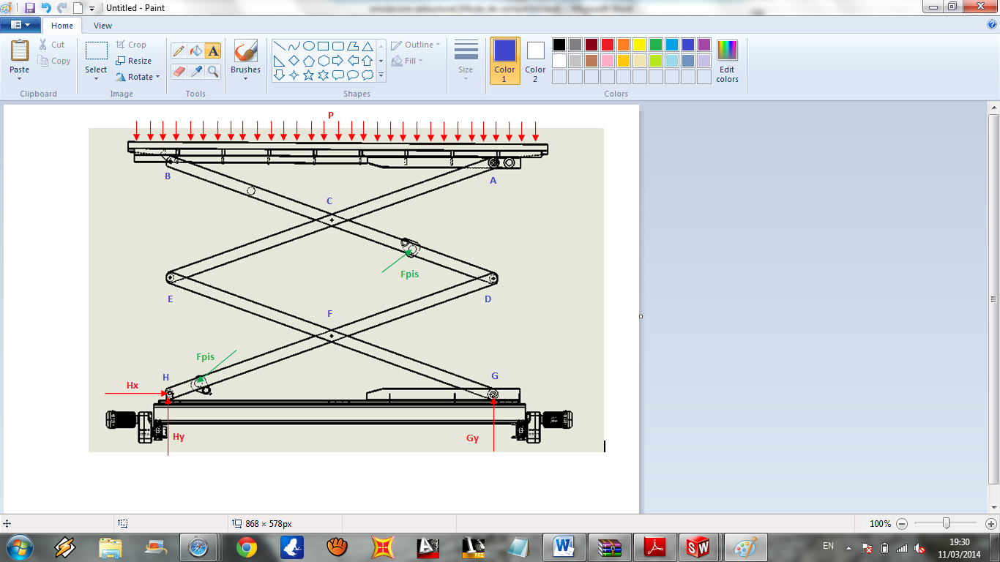 Untitled - Paint
Home
View
Paste
Cut
Copy
Clipboard
Select
Crop
Resize
Rotate
Image
A
Tools
Brushes
Outline
Fill
Shapes
Size
Color
1
Color
2
Edit
colors
Colors
P
B
A
C
Fpis
E
D
F
Fpis
H
G
Hx
Hy
Gy
868 × 578px
100%
EN
19:30
11/03/2014